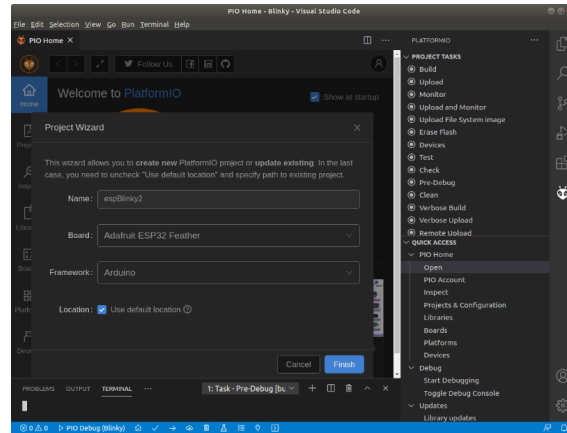 PIO Home - Blinky - Visual Studio Code
File Edit Selection View Go Run Terminal Help
PIO Home
Follow Us
Home
Welcome to PlatformIO
Show at startup
Project Wizard
This wizard allows you to create new PlatformIO project or update existing. In the last
case, you need to uncheck "Use default location" and specify path to existing project.
Name: espBlinky2
Board: Adafruit ESP32 Feather
Framework: Arduino
Location: Use default location
Cancel Finish
PROBLEMS OUTPUT TERMINAL ··· 1: Task - Pre-Debug [bu
PLATFORMIO ···
PROJECT TASKS
Build
Upload
Monitor
Upload and Monitor
Upload File System image
Erase Flash
Devices
Test
Check
Pre-Debug
Clean
Verbose Build
Verbose Upload
Remote Upload
QUICK ACCESS
PIO Home
Open
PIO Account
Inspect
Projects & Configuration
Libraries
Boards
Platforms
Devices
Debug
Start Debugging
Toggle Debug Console
Updates
Library updates
0 0 PIO Debug (Blinky)